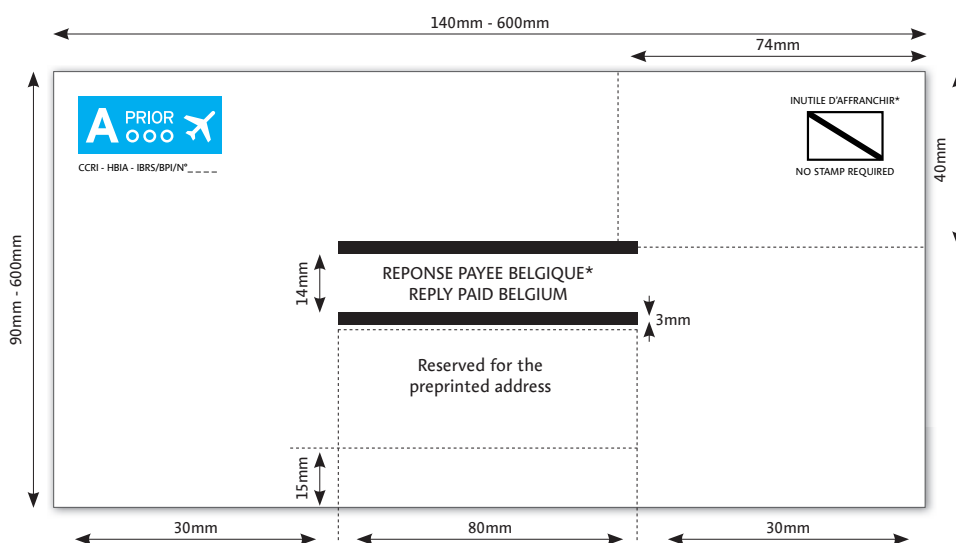 140mm - 600mm
74mm
A PRIOR
CCRI - HBIA - IBRS/BPI/N°_ _ _ _
INUTILE D'AFFRANCHIR*
NO STAMP REQUIRED
40mm
90mm - 600mm
14mm
REPONSE PAYEE BELGIQUE*
REPLY PAID BELGIUM
3mm
Reserved for the
preprinted address
15mm
30mm
80mm
30mm